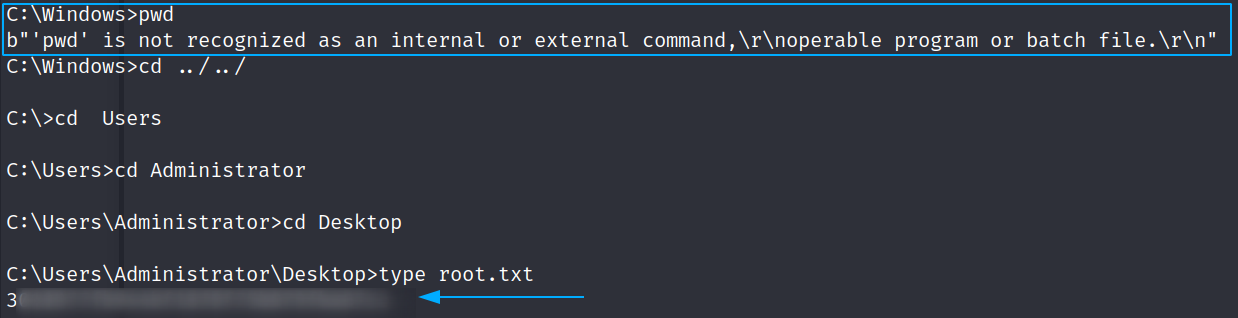 C:\Windows>pwd
b"'pwd' is not recognized as an internal or external command,\r\noperable program or batch file.\r\n"
C:\Windows>cd ../../
C:\>cd  Users
C:\Users>cd Administrator
C:\Users\Administrator>cd Desktop
C:\Users\Administrator\Desktop>type root.txt
3